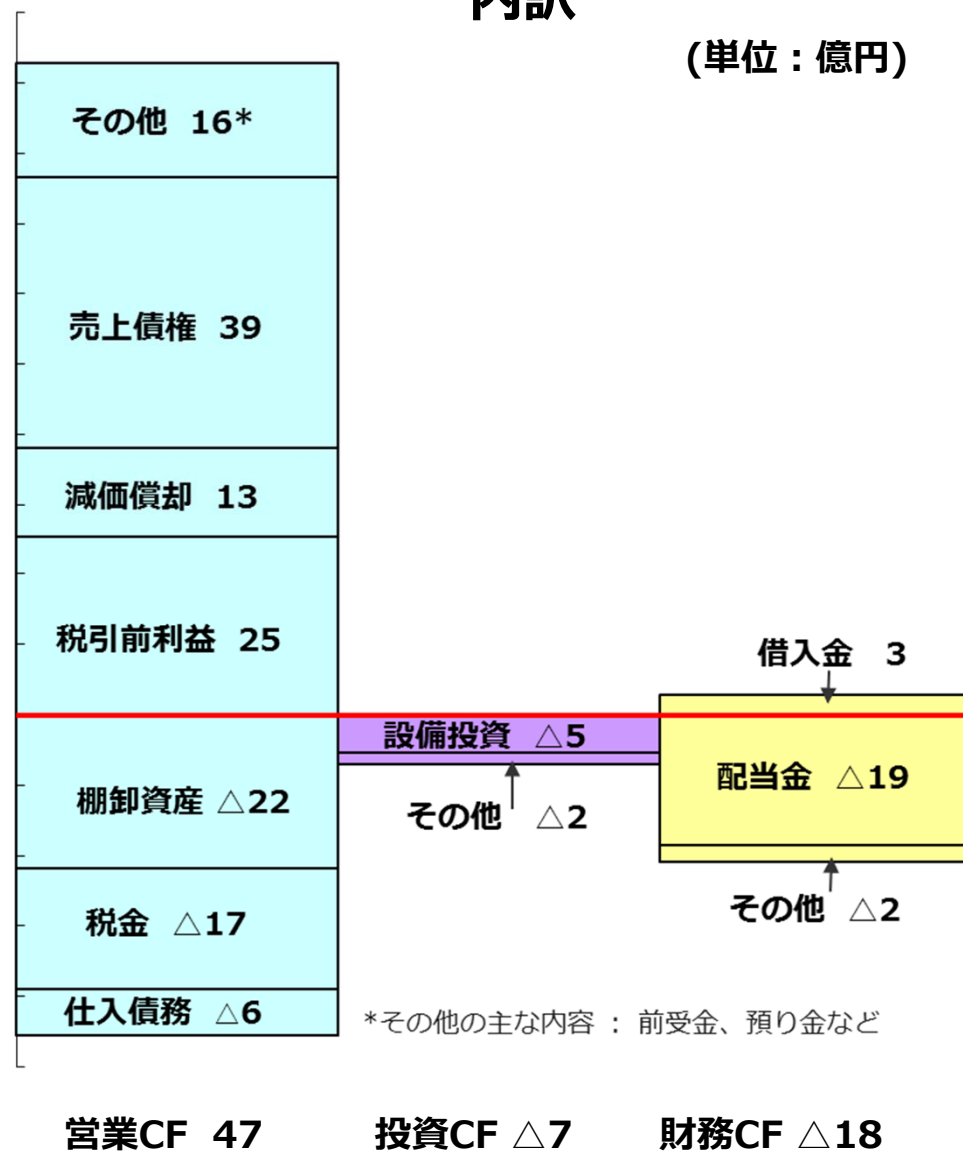 内訳
(単位：億円)
その他 16*
売上債権 39
減価償却 13
税引前利益 25
借入金 3
設備投資 △5
配当金 △19
棚卸資産 △22
その他 △2
その他 △2
税金 △17
仕入債務 △6
*その他の主な内容 ： 前受金、預り金など
営業CF 47 投資CF △7 財務CF △18